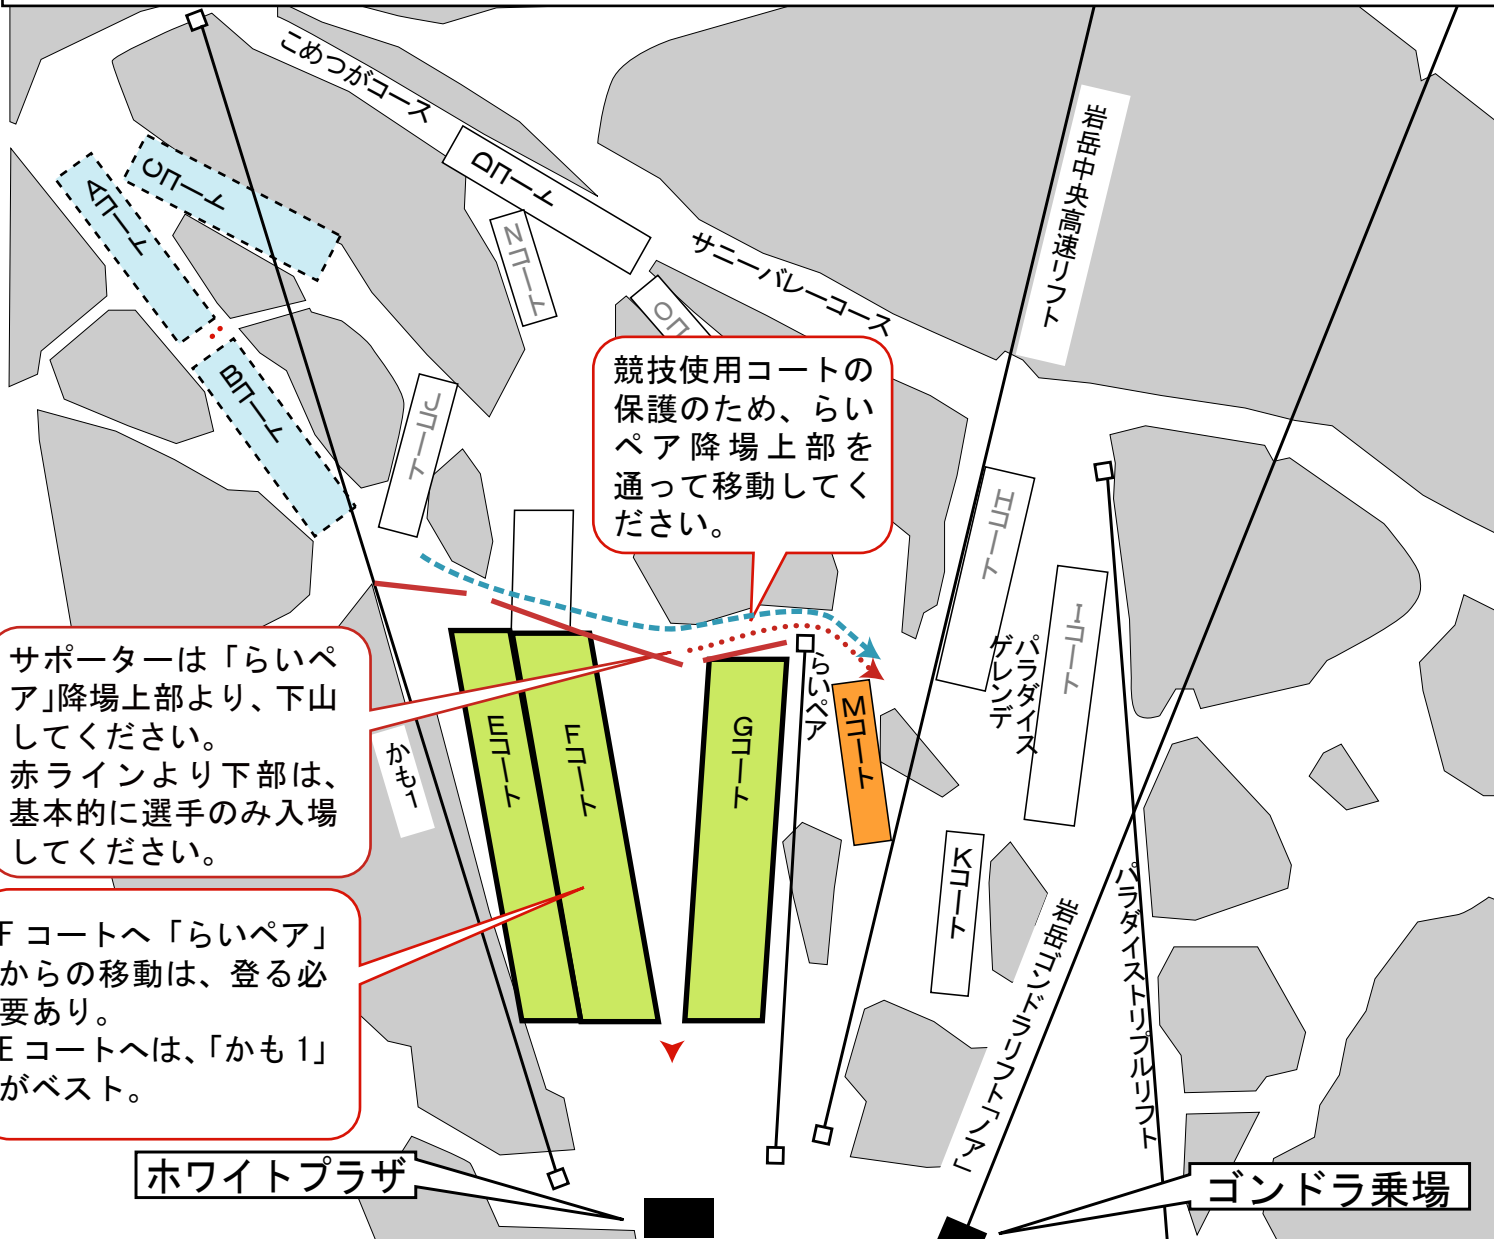 こめつがコース
Aコート
Cコート
Dコート
Nコート
サニーバレーコース
岩岳中央高速リフト
Bコート
Jコート
競技使用コートの
保護のため、らい
ペア降場上部を
通って移動してく
ださい。
Hコート
Iコート
パラダイス
ゲレンデ
サポーターは「らいペ
ア」降場上部より、下山
してください。
赤ラインより下部は、
基本的に選手のみ入場
してください。
かも1
Eコート
Fコート
Gコート
らいペア
Mコート
Kコート
F コートへ「らいペア」
からの移動は、登る必
要あり。
E コートへは、「かも 1」
がベスト。
岩岳ゴンドラリフト「ノア」
パラダイストリプルリフト
ホワイトプラザ
ゴンドラ乗場